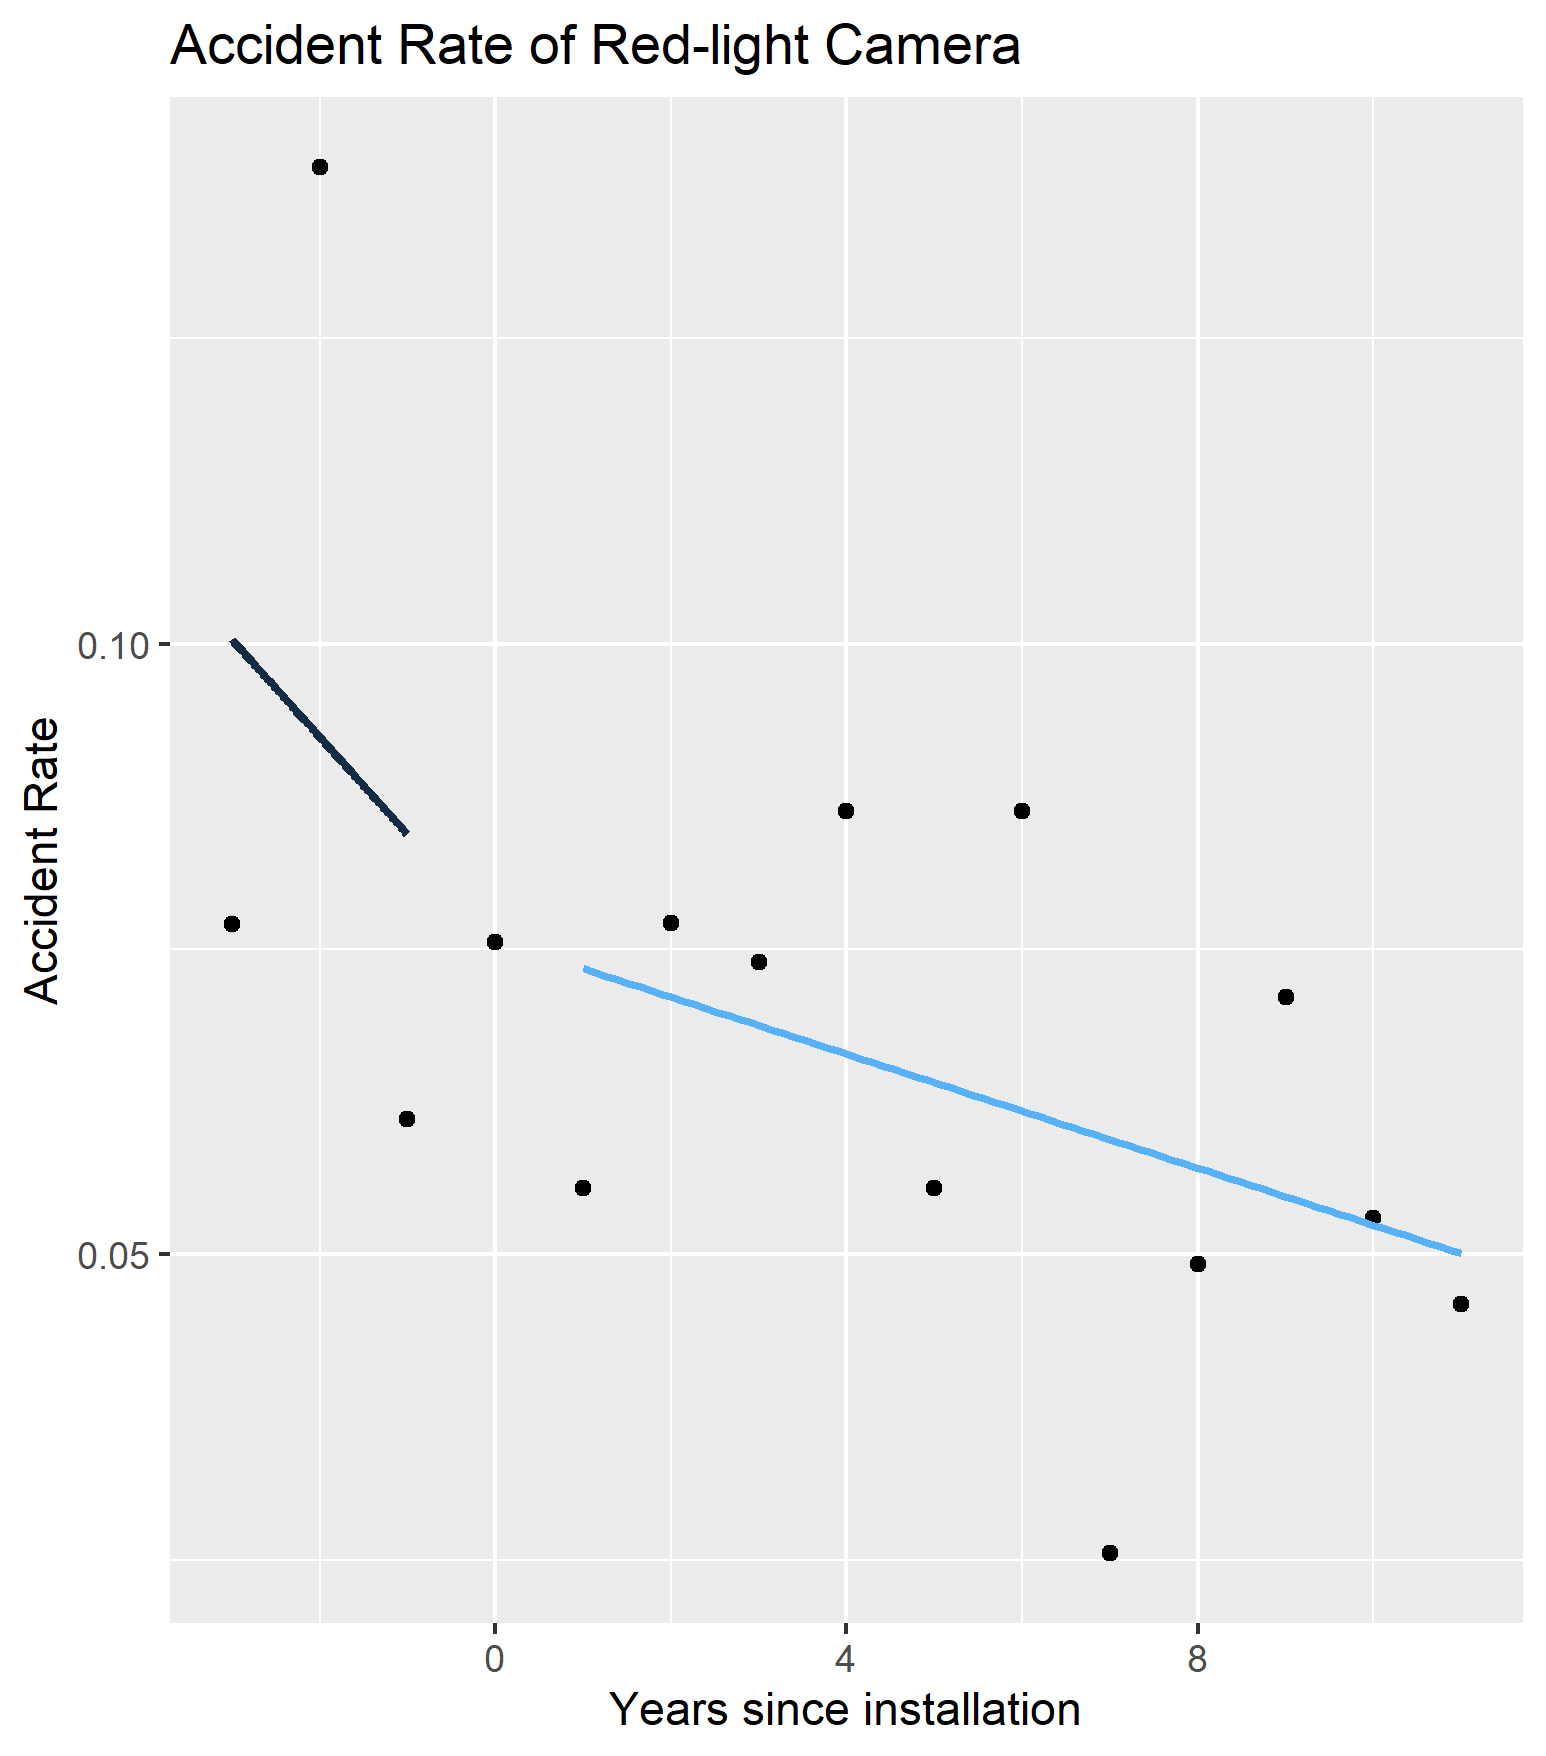 Accident Rate of Red-light Camera
Accident Rate
0.10
0.05
0
4
8
Years since installation